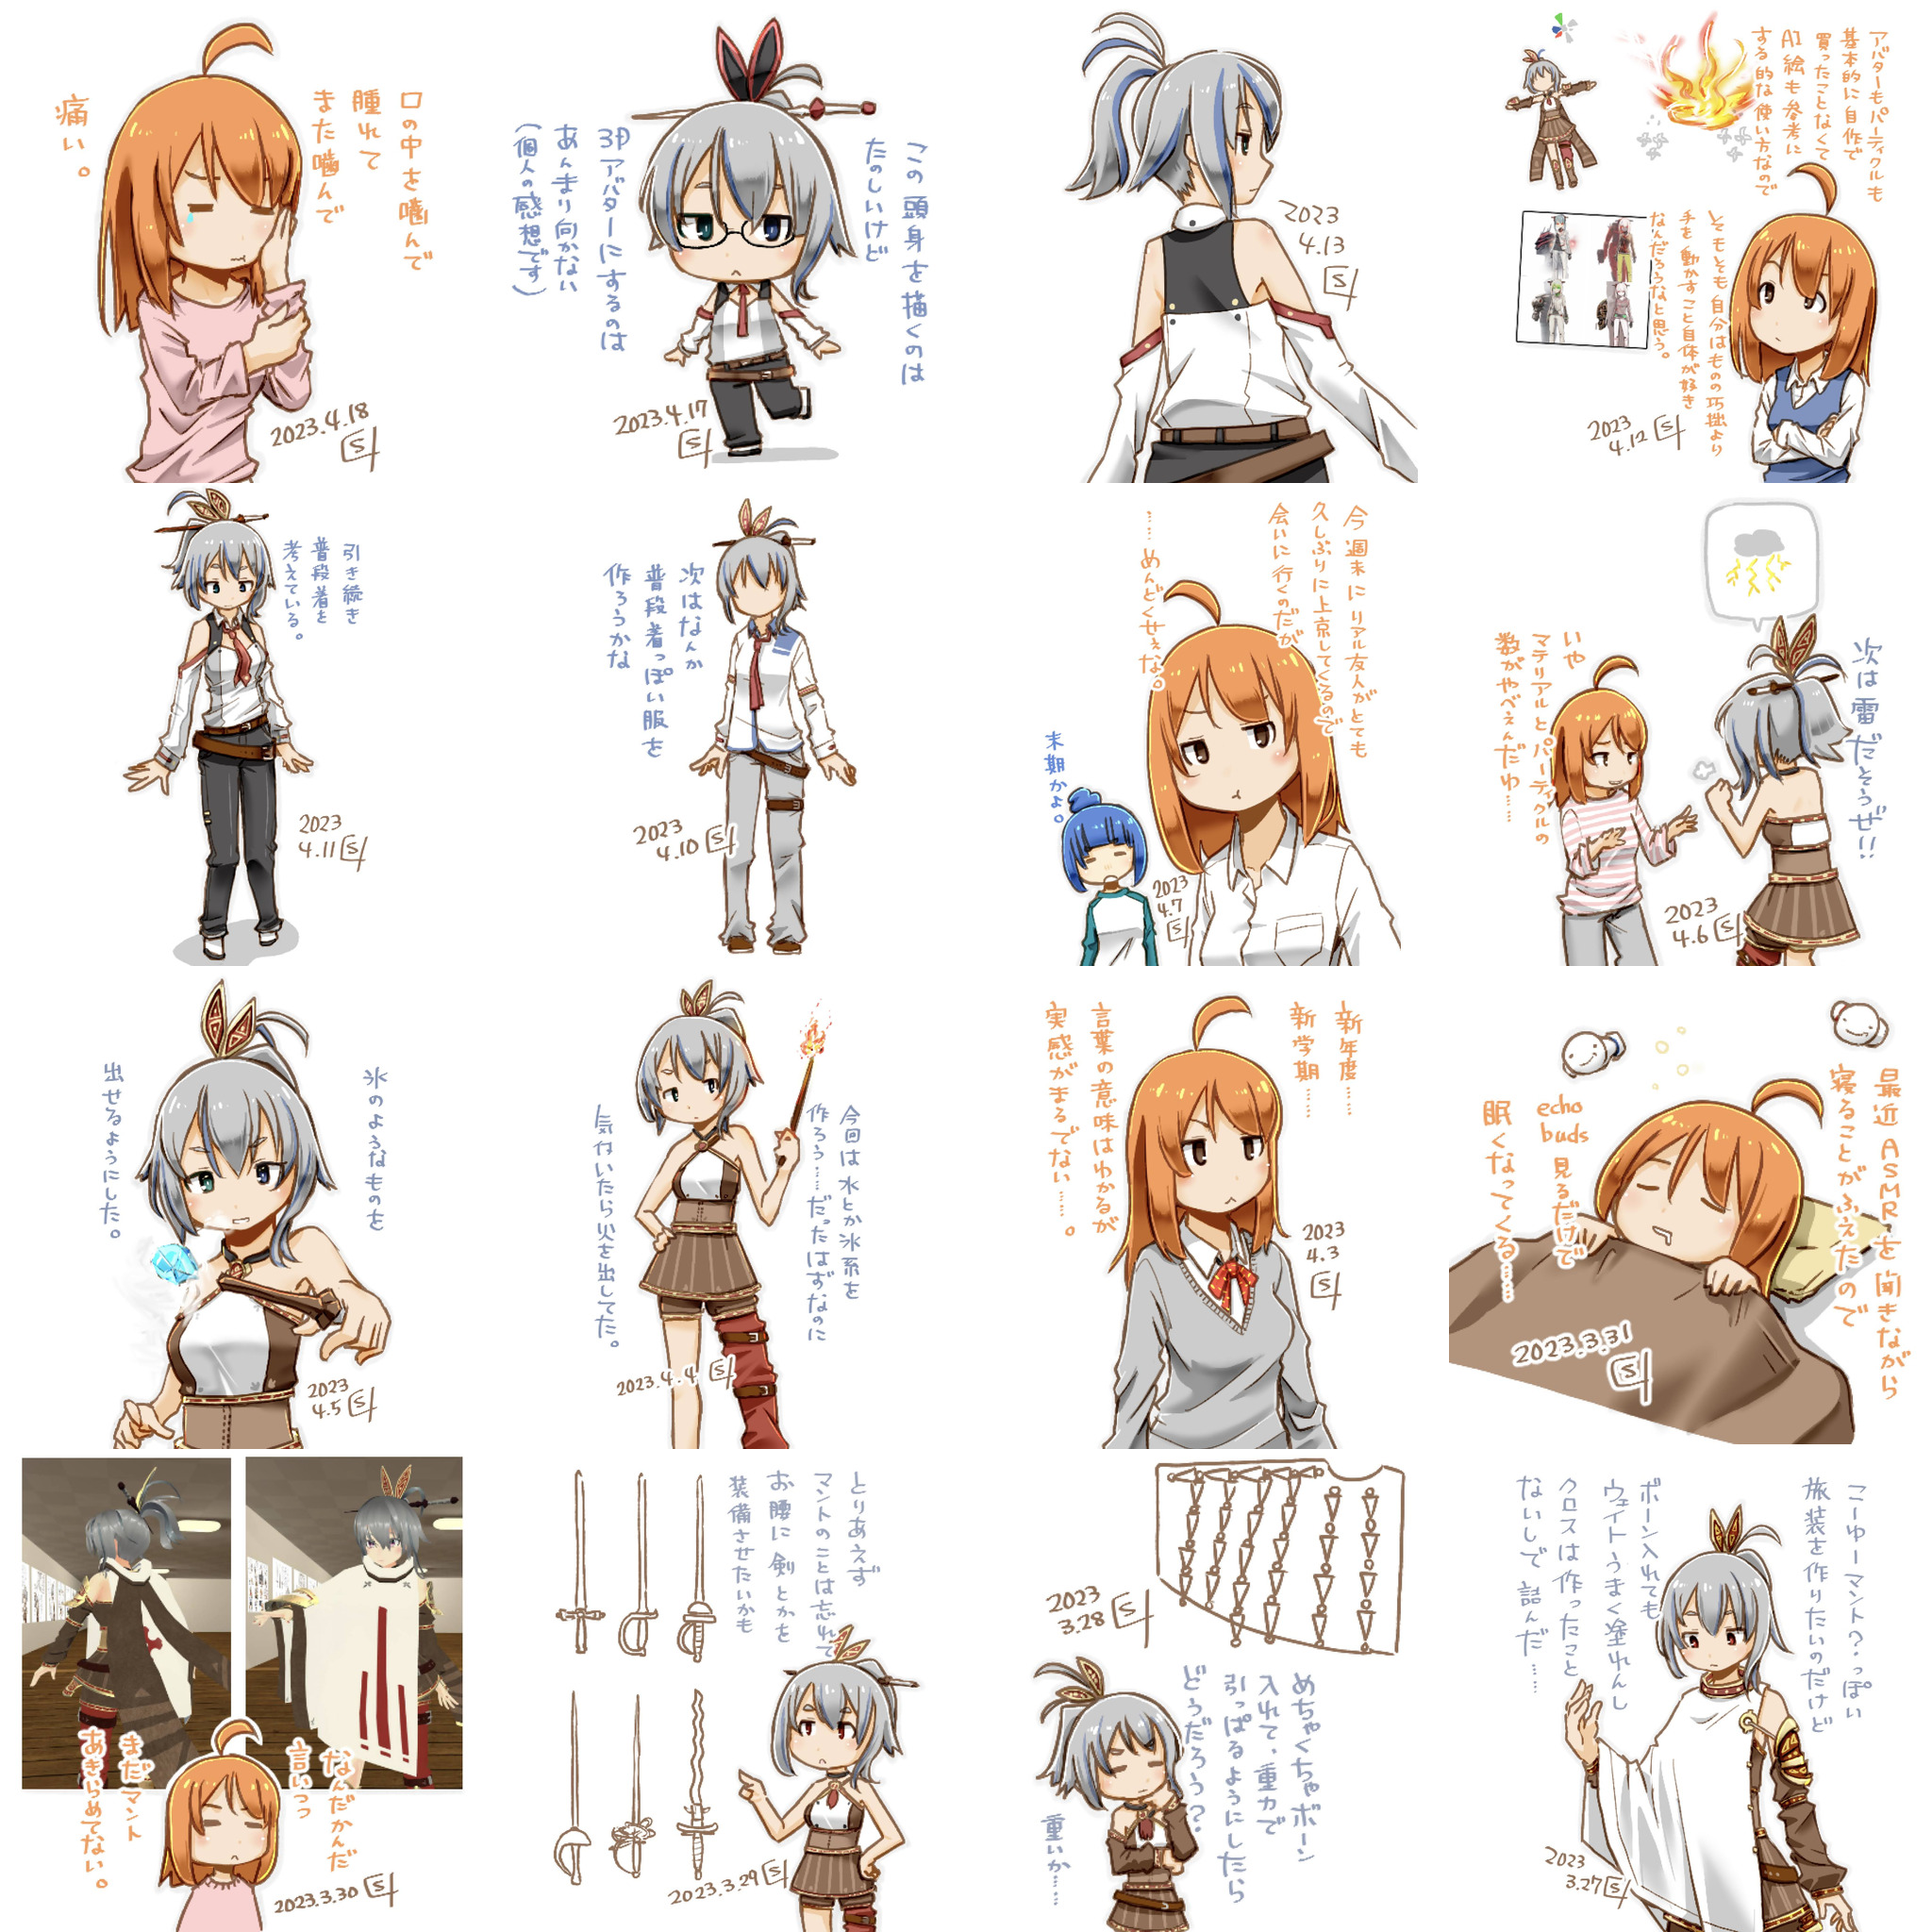 口の中を噛んで
腫れて
また噛んで
痛い。
2023.4.18
S
この頭身を描くのは
たのしいけど
3Dアバターにするのは
あんまり向かない
(個人の感想です)
2023.4.17
S
2023
4.13
S
アバターもパーティクルも
基本的に自作で
買ったことなくて
AI絵も参考に
する的な使い方なので
そもそも自分はものの巧拙より
手を動かすこと自体が好き
なんだろうなと思う。
2023
4.12
S
引き続き
普段着を
考えている。
2023
4.11
S
次はなんか
普段着っぽい服を
作ろうかな
2023
4.10
S
今週末にリアル友人がとても
久しぶりに上京してくるので
会いに行くのだが
……めんどくせぇな。
末期かよ。
2023
4.7
S
次は雷だそうぜ!!
いや
マテリアルとパーティクルの
数がやべぇんだわ……
2023
4.6
S
氷のようなものを
出せるようにした。
2023
4.5
S
今回は水とか氷系を
作ろう……だったはずなのに
気付いたら火を出してた。
2023.4.4
S
新年度……
新学期……
言葉の意味はわかるが
実感がまるでない……。
2023
4.3
S
最近ASMRを聞きながら
寝ることがふえたので
echo
buds
見るだけで
眠くなってくる……
2023.3.31
S
なんだかんだ
言いつつ
まだマント
あきらめてない。
2023.3.30
S
とりあえず
マントのことは忘れて
お腰に剣とかを
装備させたいかも
2023.3.29
S
2023
3.28
S
めちゃくちゃボーン
入れて、重力で
引っぱるようにしたら
どうだろう?
重いか……
こーゆーマント?っぽい
旅装を作りたいのだけど
ボーン入れても
ウェイトうまく塗れんし
クロスは作ったこと
ないしで詰んだ……
2023
3.27
S